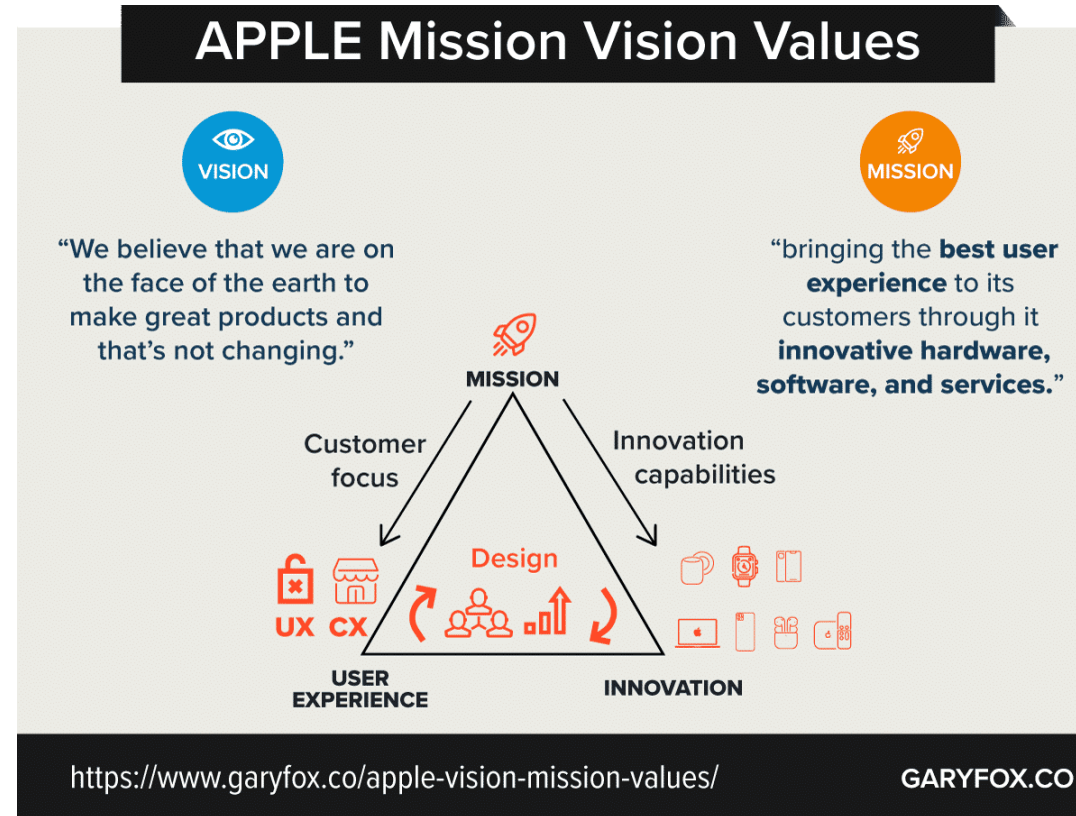 APPLE Mission Vision Values
VISION
“We believe that we are on
the face of the earth to
make great products and
that’s not changing.”
MISSION
“bringing the best user
experience to its
customers through it
innovative hardware,
software, and services.”
MISSION
Customer
focus
Innovation
capabilities
Design
UX CX
USER
EXPERIENCE
INNOVATION
https://www.garyfox.co/apple-vision-mission-values/
GARYFOX.CO